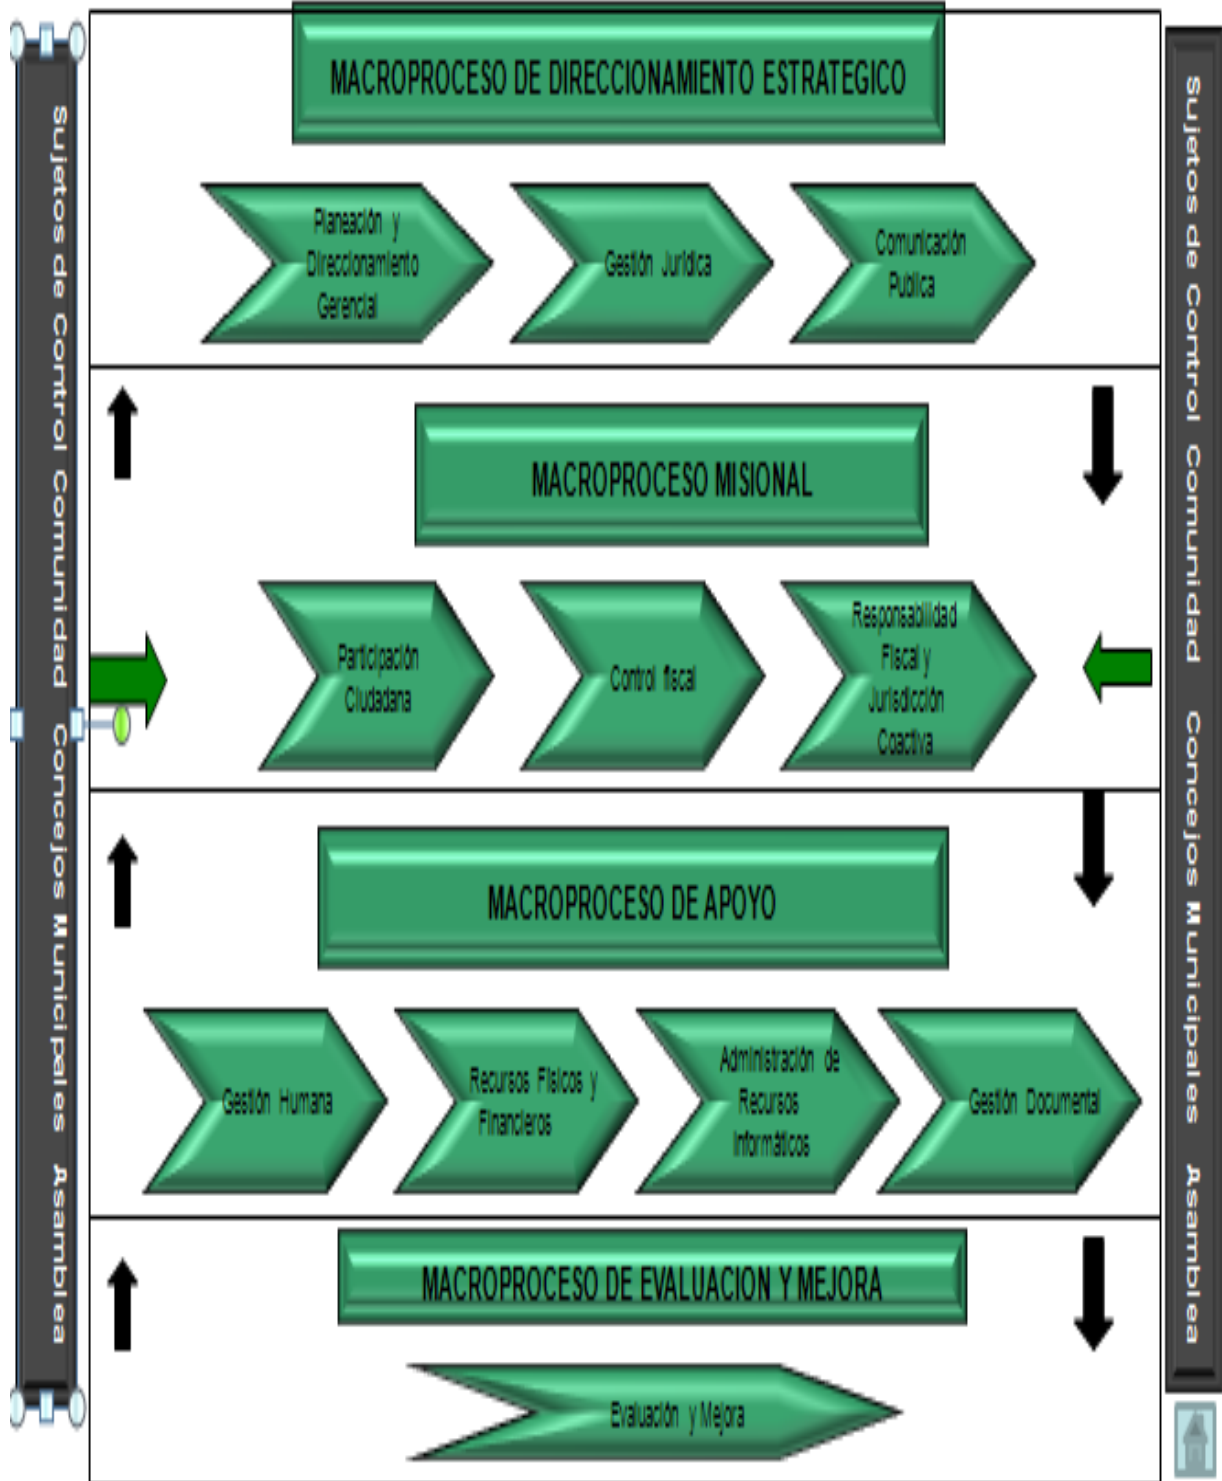 Sujetos de Control Comunidad Concejos Municipales Asamblea
MACROPROCESO DE DIRECCIONAMIENTO ESTRATEGICO
Planeación y
Direccionamiento
Gerencial
Gestión Jurídica
Comunicación
Publica
MACROPROCESO MISIONAL
Participación
Ciudadana
Control fiscal
Responsabilidad
Fiscal y
Jurisdicción
Coactiva
MACROPROCESO DE APOYO
Gestión Humana
Recursos Físicos y
Financieros
Administración de
Recursos
Informáticos
Gestión Documental
MACROPROCESO DE EVALUACION Y MEJORA
Evaluación y Mejora
Sujetos de Control Comunidad Concejos Municipales Asamblea